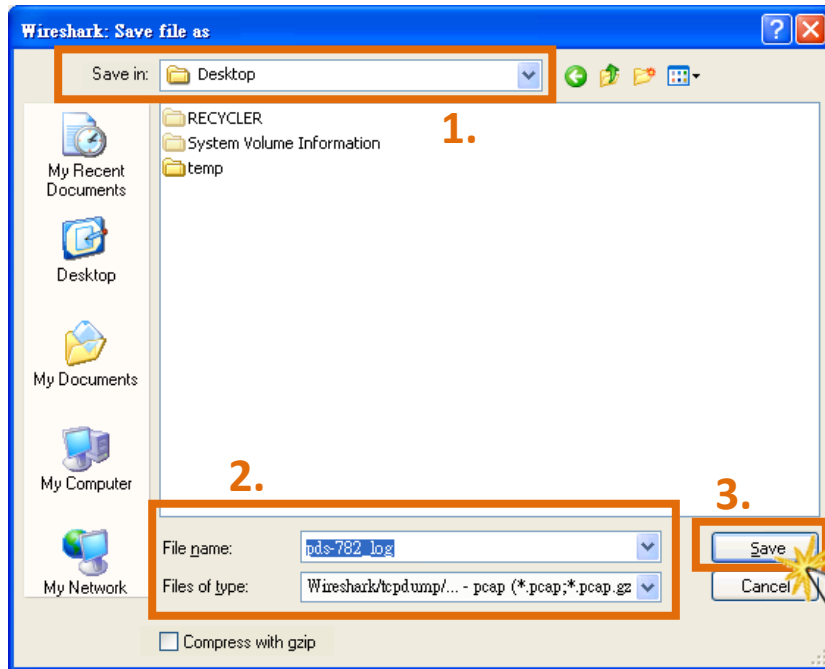 Wireshark: Save file as
Save in: Desktop
1.
RECYCLER
System Volume Information
temp
My Recent
Documents
Desktop
My Documents
My Computer
My Network
2.
3.
File name: pds-782_log
Save
Files of type: Wireshark/tcpdump/... - pcap (*.pcap;*.pcap.gz
Cancel
Compress with gzip